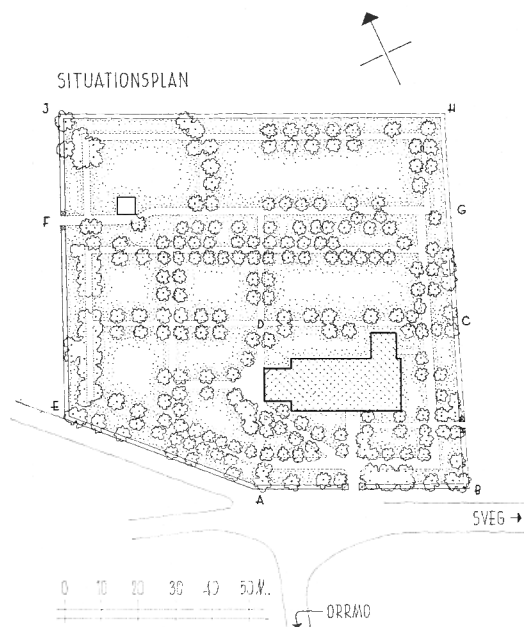 SITUATIONSPLAN
J
H
F
G
D
C
E
A
B
SVEG →
0 10 20 30 40 50 M.
ORRMO